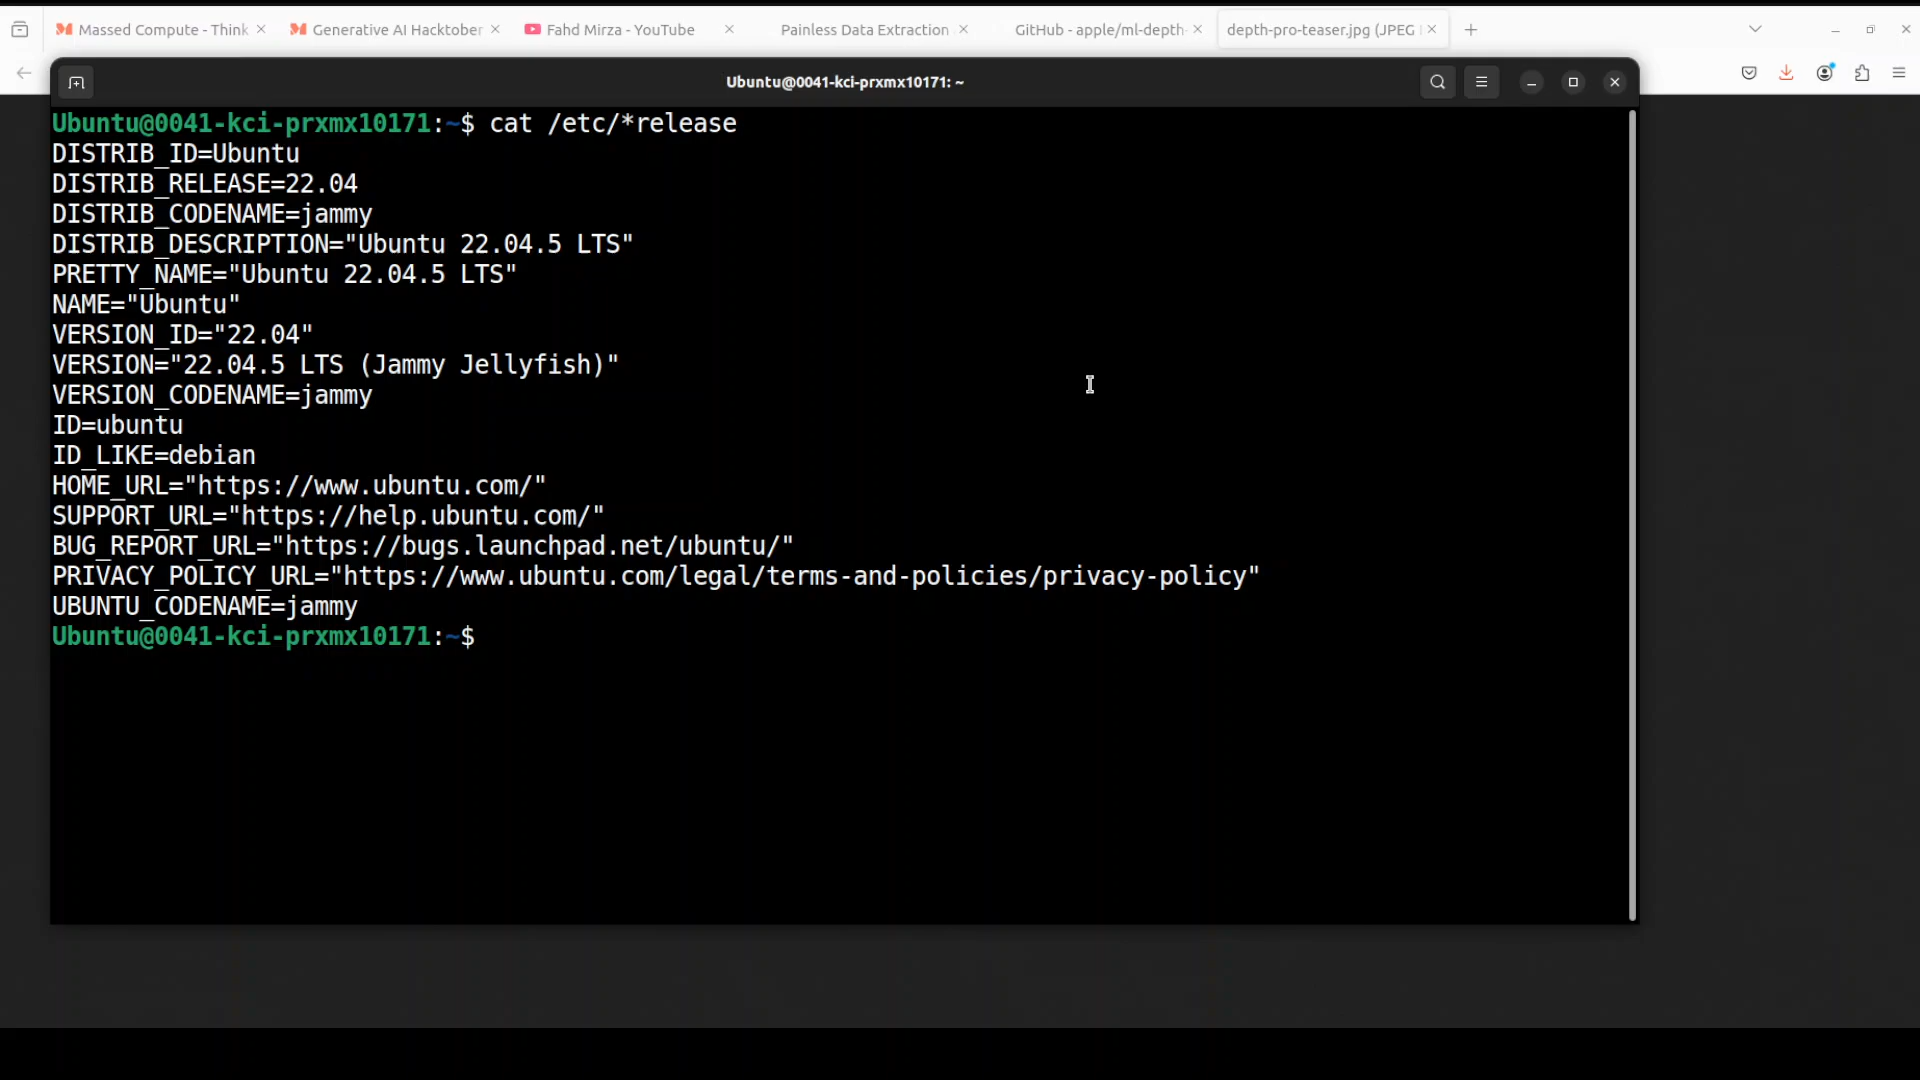 Massed Compute - Think
Generative AI Hacktober
Fahd Mirza - YouTube
Painless Data Extraction
GitHub - apple/ml-depth-
depth-pro-teaser.jpg (JPEG
Ubuntu@0041-kci-prxmx10171: ~
Ubuntu@0041-kci-prxmx10171:~$ cat /etc/*release
DISTRIB_ID=Ubuntu
DISTRIB_RELEASE=22.04
DISTRIB_CODENAME=jammy
DISTRIB_DESCRIPTION="Ubuntu 22.04.5 LTS"
PRETTY_NAME="Ubuntu 22.04.5 LTS"
NAME="Ubuntu"
VERSION_ID="22.04"
VERSION="22.04.5 LTS (Jammy Jellyfish)"
VERSION_CODENAME=jammy
ID=ubuntu
ID_LIKE=debian
HOME_URL="https://www.ubuntu.com/"
SUPPORT_URL="https://help.ubuntu.com/"
BUG_REPORT_URL="https://bugs.launchpad.net/ubuntu/"
PRIVACY_POLICY_URL="https://www.ubuntu.com/legal/terms-and-policies/privacy-policy"
UBUNTU_CODENAME=jammy
Ubuntu@0041-kci-prxmx10171:~$